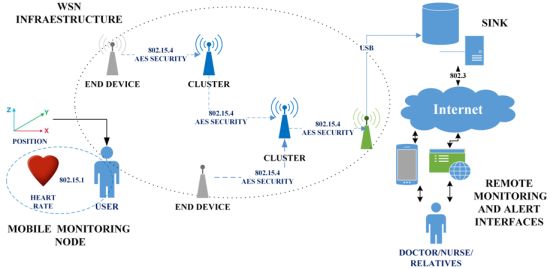 WSN
INFRAESTRUCTURE
802.15.4
AES SECURITY
END DEVICE
CLUSTER
802.15.4
AES SECURITY
802.15.4
AES SECURITY
CLUSTER
802.15.4
AES SECURITY
END DEVICE
USB
SINK
802.3
Internet
Z
Y
X
POSITION
802.15.1
HEART
RATE
USER
MOBILE MONITORING
NODE
REMOTE
MONITORING
AND ALERT
INTERFACES
DOCTOR/NURSE/
RELATIVES